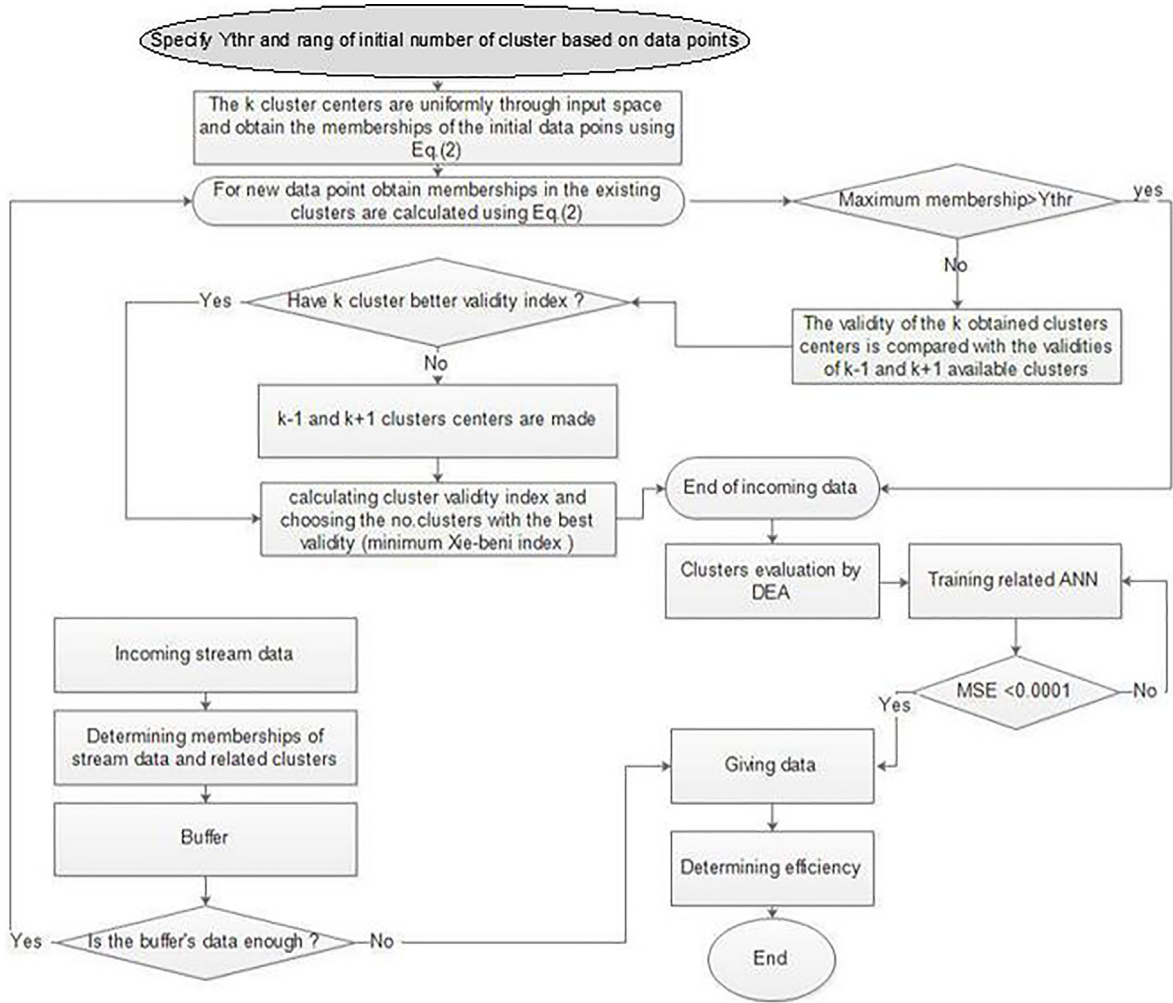 Specify Ythr and rang of initial number of cluster based on data points
The k cluster centers are uniformly through input space
and obtain the memberships of the initial data poins using
Eq.(2)
For new data point obtain memberships in the existing
clusters are calculated using Eq.(2)
Maximum membership>Ythr
yes
No
The validity of the k obtained clusters
centers is compared with the validities
of k-1 and k+1 available clusters
Have k cluster better validity index ?
Yes
No
k-1 and k+1 clusters centers are made
calculating cluster validity index and
choosing the no.clusters with the best
validity (minimum Xie-beni index )
End of incoming data
Clusters evaluation by
DEA
Training related ANN
MSE <0.0001
No
Yes
Incoming stream data
Determining memberships of
stream data and related clusters
Buffer
Is the buffer's data enough ?
Yes
No
Giving data
Determining efficiency
End